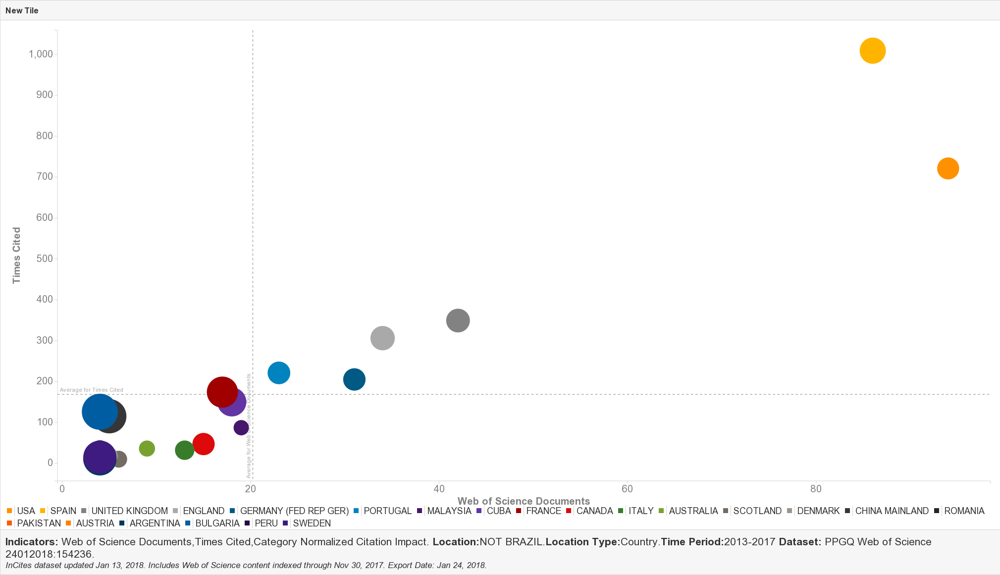 New Tile
1,000
900
800
700
600
500
400
300
200
100
0
Times Cited
Average for Times Cited
Average for Web of Science Documents
0 20 40 60 80
Web of Science Documents
USA SPAIN UNITED KINGDOM ENGLAND GERMANY (FED REP GER) PORTUGAL MALAYSIA CUBA FRANCE CANADA ITALY AUSTRALIA SCOTLAND DENMARK CHINA MAINLAND ROMANIA
PAKISTAN AUSTRIA ARGENTINA BULGARIA PERU SWEDEN
Indicators: Web of Science Documents,Times Cited,Category Normalized Citation Impact. Location:NOT BRAZIL.Location Type:Country.Time Period:2013-2017 Dataset: PPGQ Web of Science
24012018:154236.
InCites dataset updated Jan 13, 2018. Includes Web of Science content indexed through Nov 30, 2017. Export Date: Jan 24, 2018.